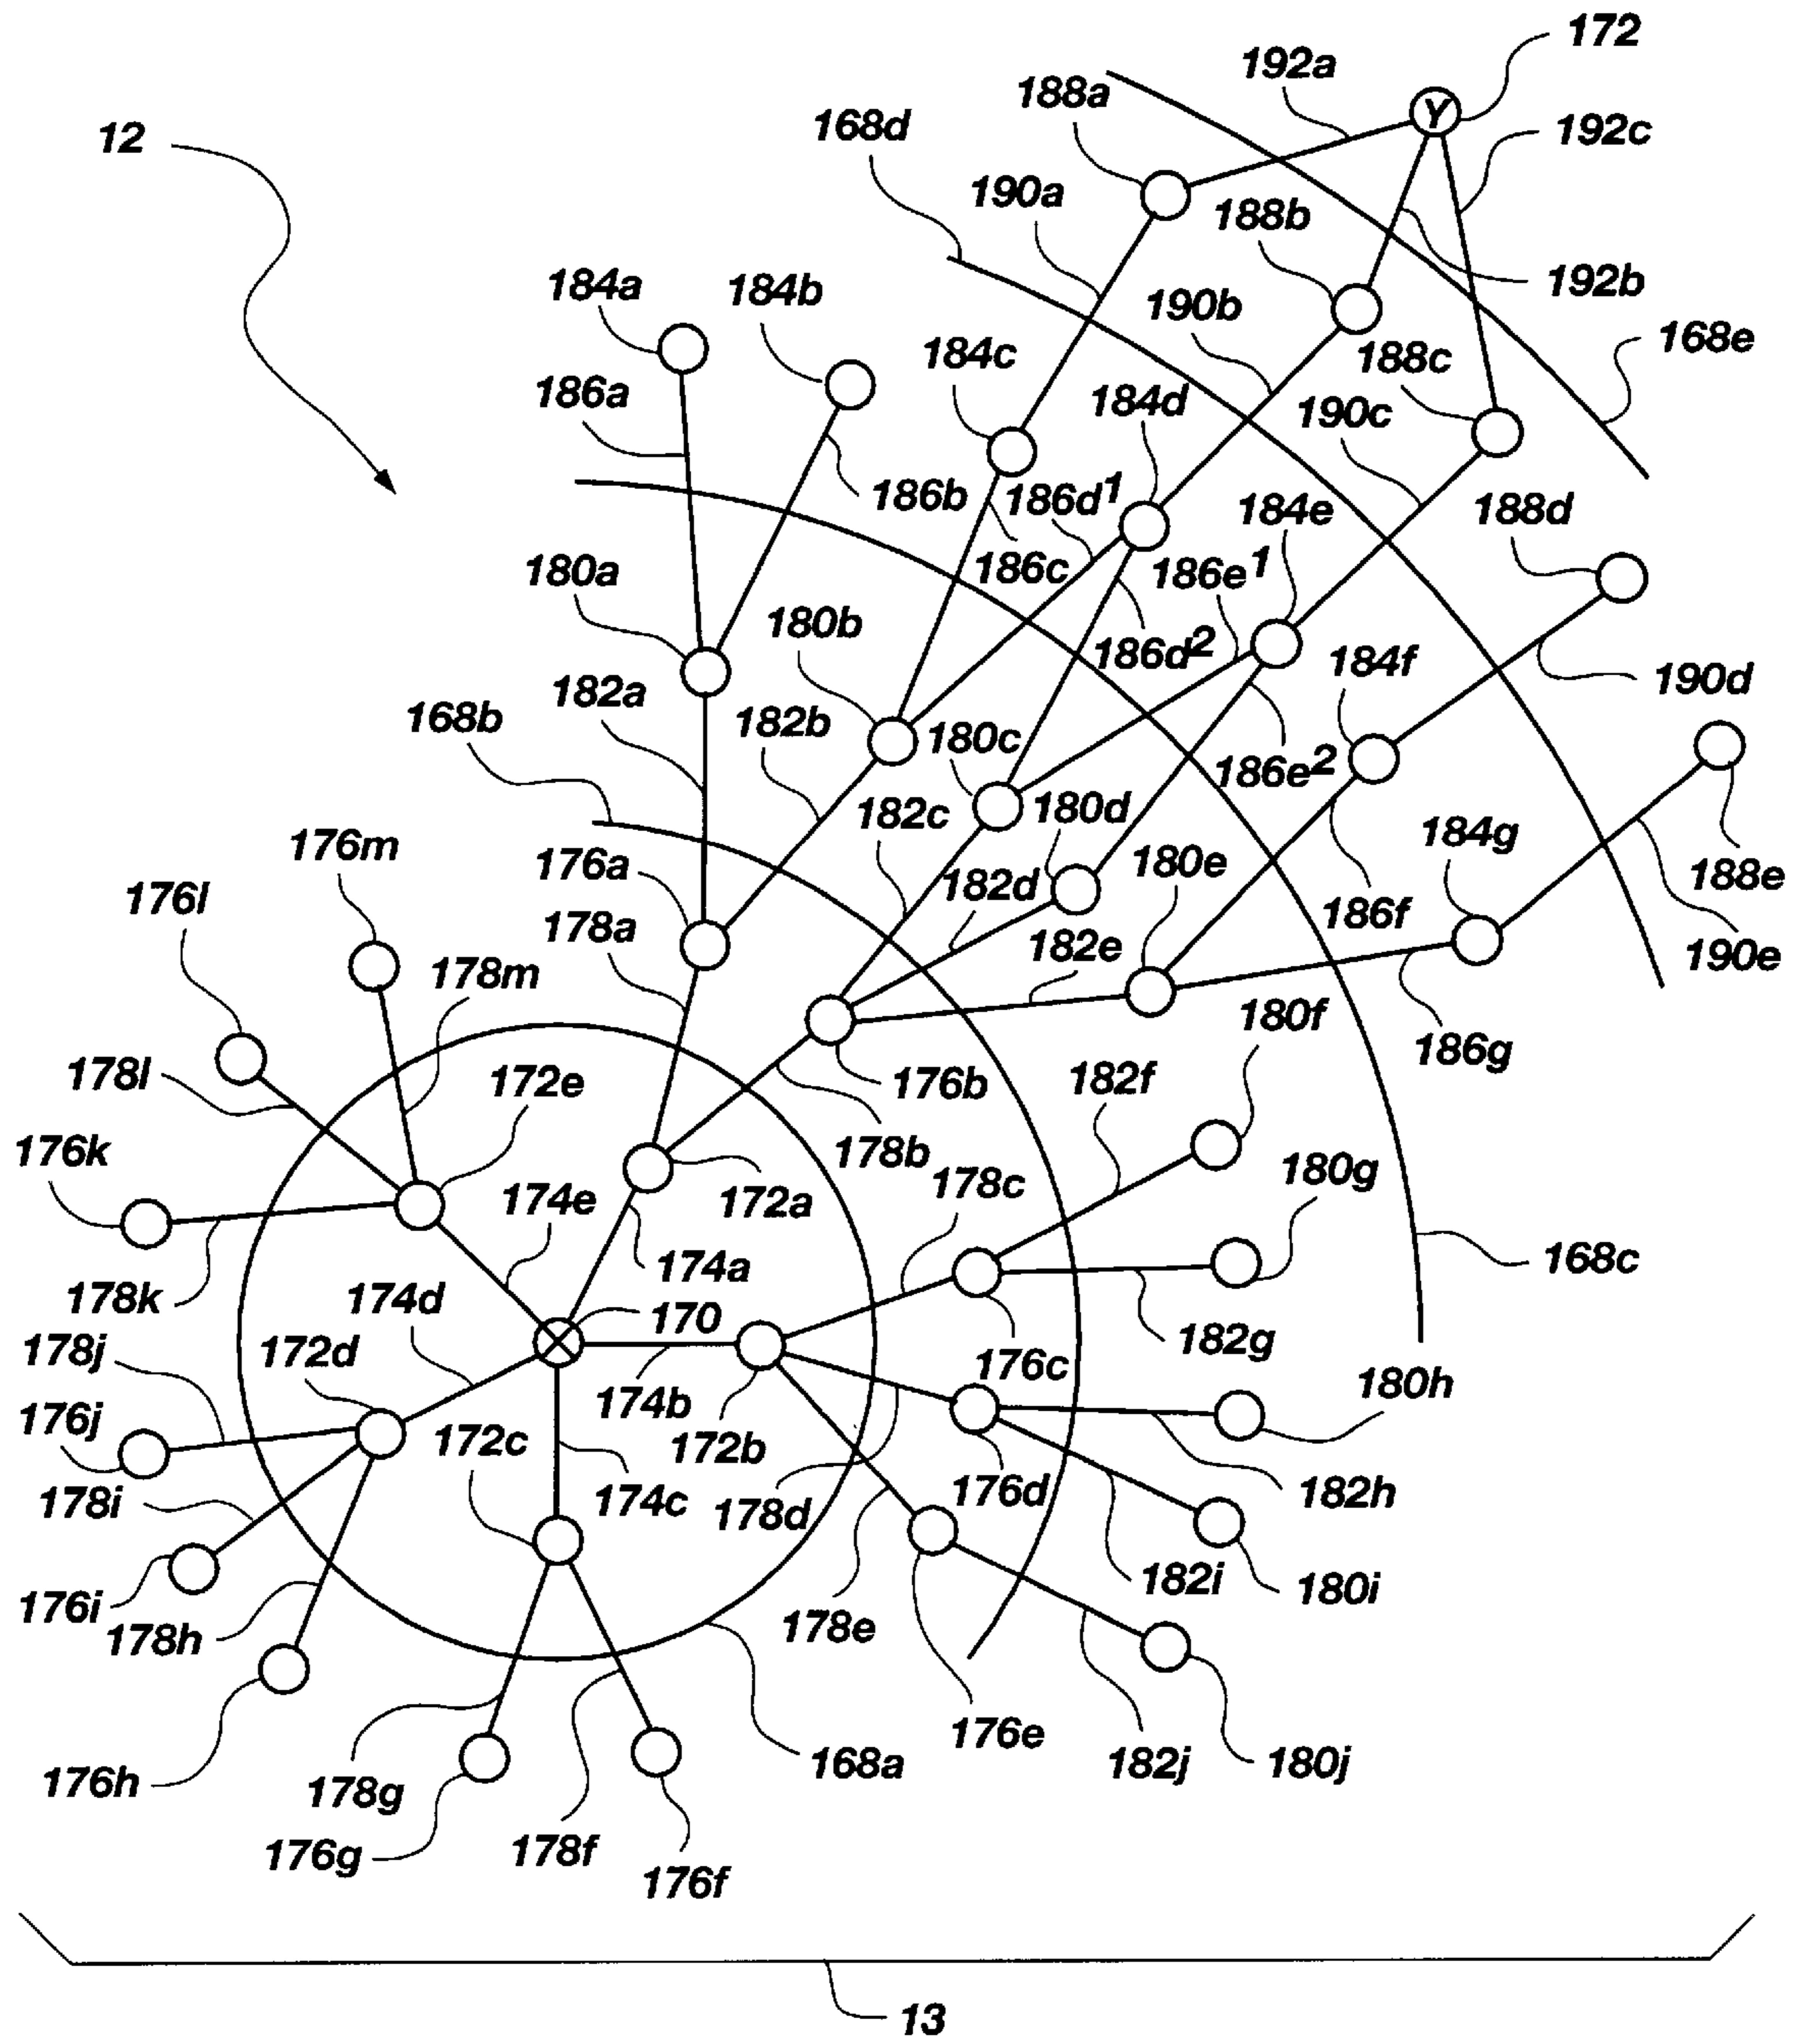 172
192a
188a
Y
168d
192c
12
190a
188b
192b
184a
184b
190b
168e
184c
188c
186a
184d
190c
186b
186d1
184e
188d
186c
186e1
180a
180b
186d2
184f
190d
182a
168b
182b
180c
186e2
182c
180d
184g
176m
176a
180e
188e
176l
182d
186f
178a
182e
190e
178m
180f
186g
178l
172e
176b
182f
176k
178b
180g
174e
172a
178c
174a
168c
178k
174d
170
182g
178j
172d
176c
180h
176j
174b
172c
172b
178i
174c
178d
176d
182h
176i
182i
180i
178h
178e
176h
168a
176e
182j
180j
178g
176g
178f
176f
13